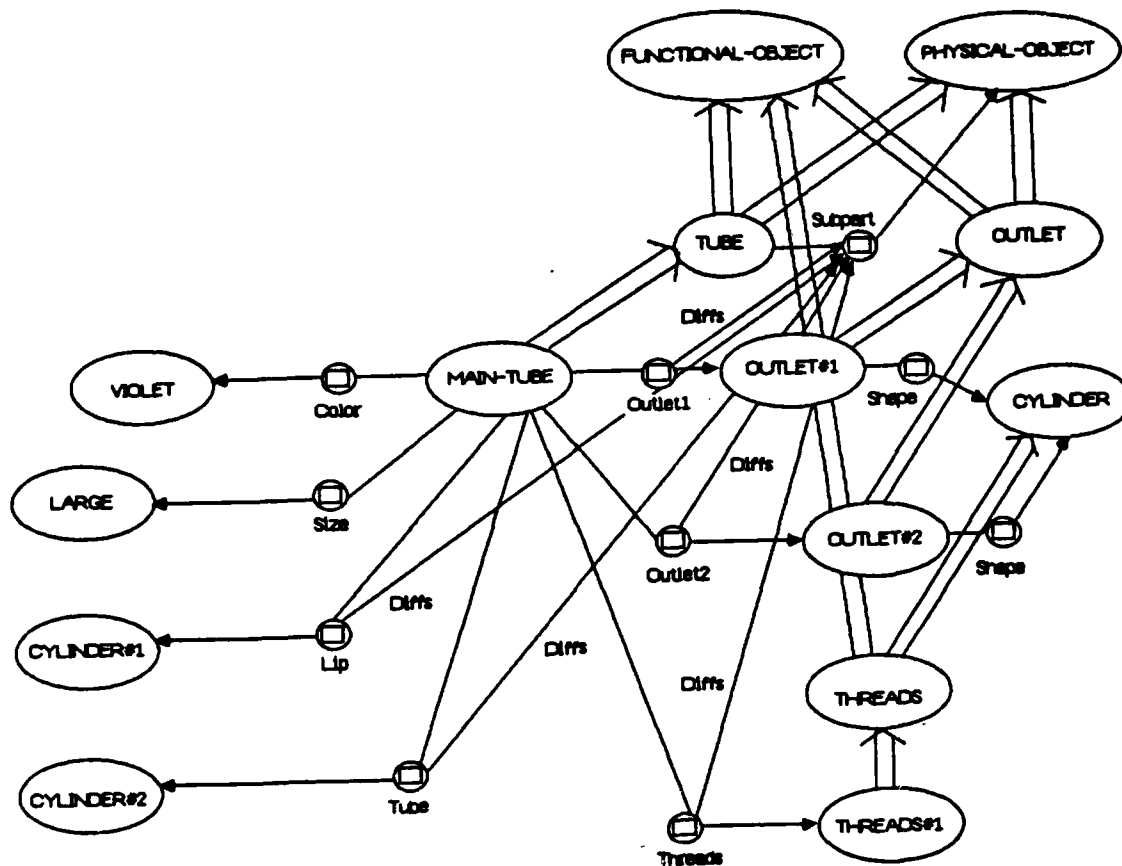 FUNCTIONAL-OBJECT
PHYSICAL-OBJECT
TUBE
Subpart
OUTLET
Diffs
VIOLET
Color
MAIN-TUBE
Outlet1
OUTLET#1
Shape
CYLINDER
Diffs
LARGE
Size
Outlet2
OUTLET#2
Shape
CYLINDER#1
Lip
Diffs
Diffs
Diffs
THREADS
CYLINDER#2
Tube
Threads
THREADS#1